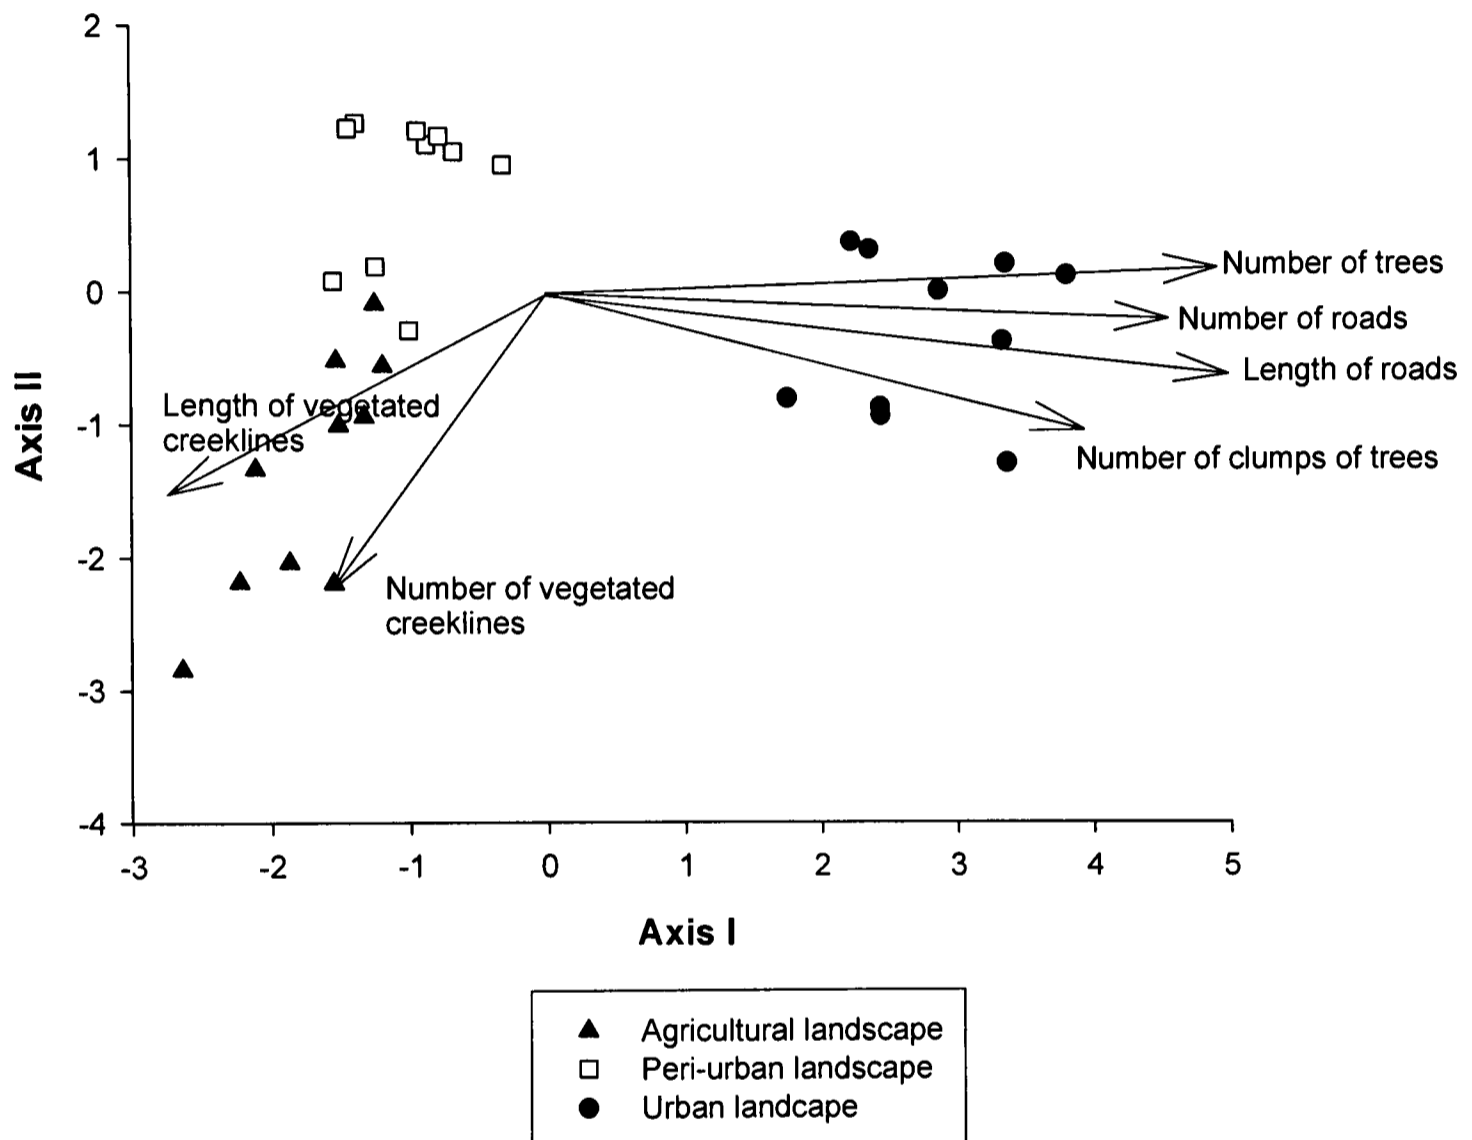 2
1
0
-1
-2
-3
-4
Axis II
Number of trees
Number of roads
Length of roads
Number of clumps of trees
Length of vegetated
creeklines
Number of vegetated
creeklines
-3 -2 -1 0 1 2 3 4 5
Axis I
Agricultural landscape
Peri-urban landscape
Urban landcape